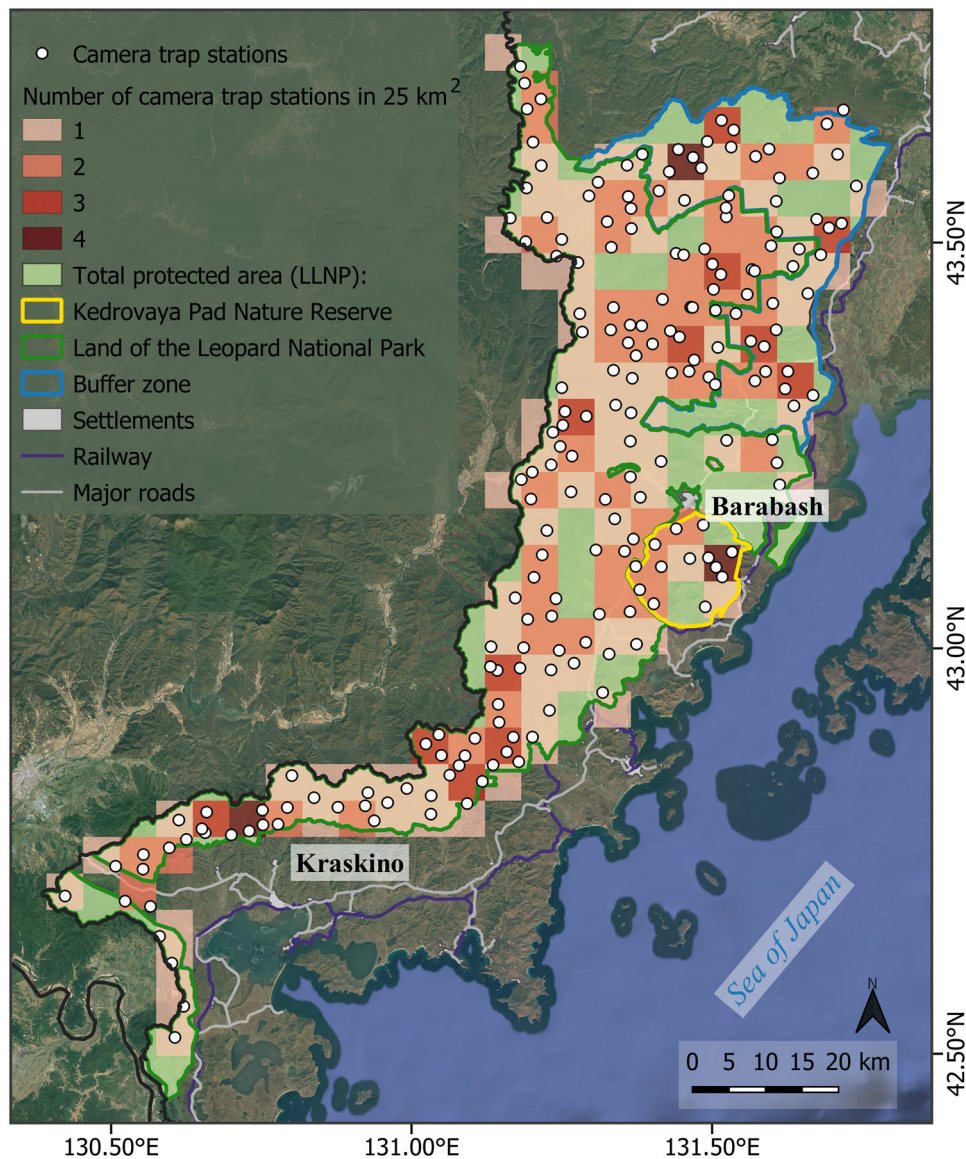 Camera trap stations
Number of camera trap stations in 25 km²
1
2
3
4
Total protected area (LLNP):
Kedrovaya Pad Nature Reserve
Land of the Leopard National Park
Buffer zone
Settlements
Railway
Major roads
Barabash
Kraskino
Sea of Japan
N
0 5 10 15 20 km
43.50°N
43.00°N
42.50°N
130.50°E 131.00°E 131.50°E